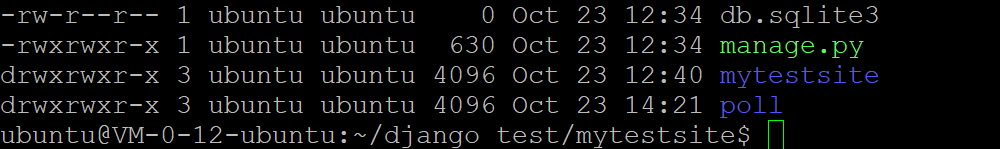 -rw-r--r-- 1 ubuntu ubuntu    0 Oct 23 12:34 db.sqlite3
-rwxrwxr-x 1 ubuntu ubuntu  630 Oct 23 12:34 manage.py
drwxrwxr-x 3 ubuntu ubuntu 4096 Oct 23 12:40 mytestsite
drwxrwxr-x 3 ubuntu ubuntu 4096 Oct 23 14:21 poll
ubuntu@VM-0-12-ubuntu:~/django test/mytestsite$